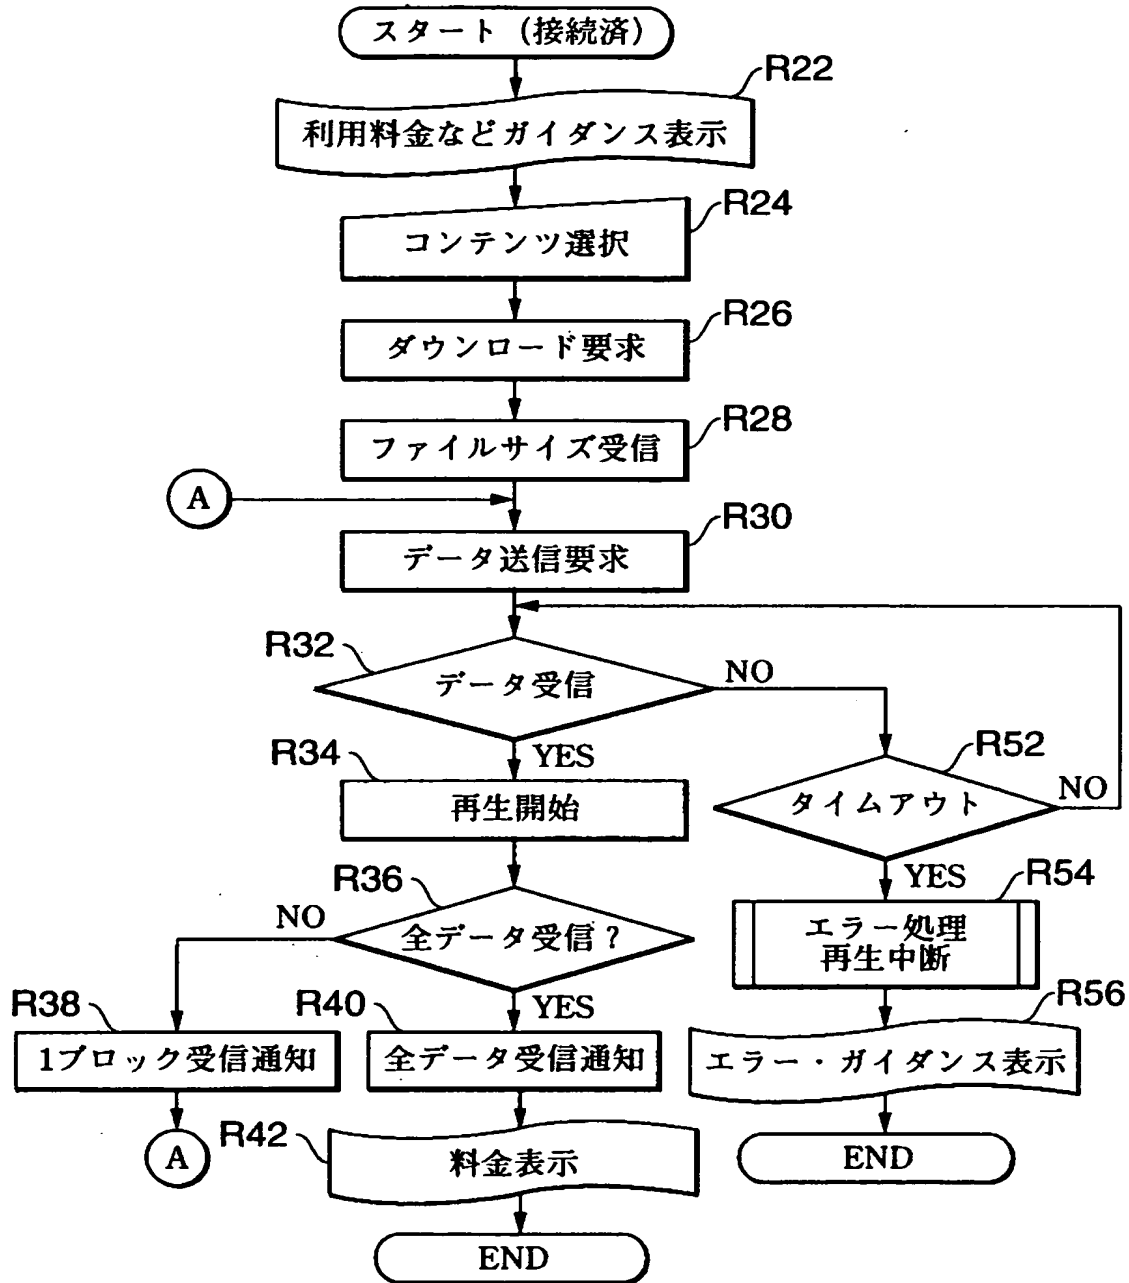 スタート（接続済）
R22
利用料金などガイダンス表示
R24
コンテンツ選択
R26
ダウンロード要求
R28
ファイルサイズ受信
A
R30
データ送信要求
R32
データ受信
NO
YES
R34
再生開始
R52
タイムアウト
NO
YES
R36
全データ受信？
NO
YES
R54
エラー処理
再生中断
R38
1ブロック受信通知
A
R40
全データ受信通知
R56
エラー・ガイダンス表示
END
R42
料金表示
END